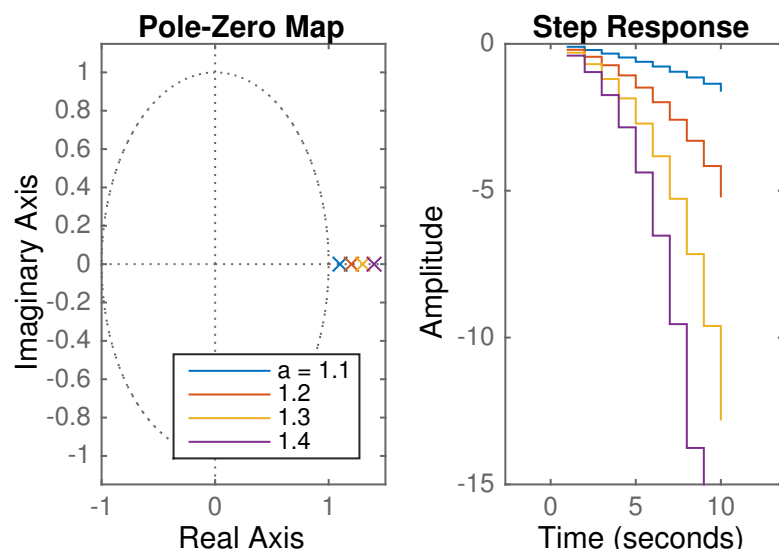 Pole-Zero Map
Imaginary Axis
1
0.8
0.6
0.4
0.2
0
-0.2
-0.4
-0.6
-0.8
-1
-1 0 1
Real Axis
a = 1.1
1.2
1.3
1.4
Step Response
Amplitude
0
-5
-10
-15
0 5 10
Time (seconds)